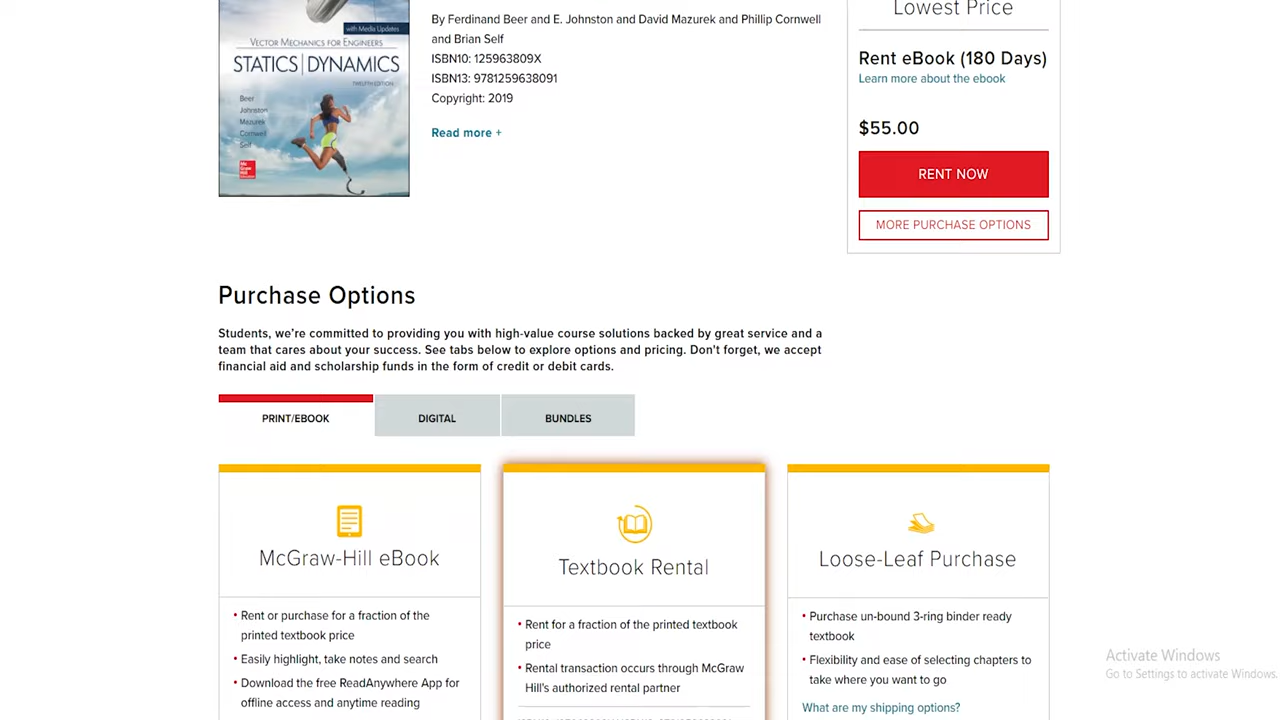 Lowest Price
By Ferdinand Beer and E. Johnston and David Mazurek and Phillip Cornwell
and Brian Self
ISBN10: 125963809X
ISBN13: 9781259638091
Copyright: 2019
Read more +
with Media Updates
VECTOR MECHANICS FOR ENGINEERS
STATICS | DYNAMICS
TWELFTH EDITION
Beer
Johnston
Mazurek
Cornwell
Self
Mc
Graw
Hill
Education
Rent eBook (180 Days)
Learn more about the ebook
$55.00
RENT NOW
MORE PURCHASE OPTIONS
Purchase Options
Students, we're committed to providing you with high-value course solutions backed by great service and a
team that cares about your success. See tabs below to explore options and pricing. Don't forget, we accept
financial aid and scholarship funds in the form of credit or debit cards.
PRINT/EBOOK
DIGITAL
BUNDLES
McGraw-Hill eBook
• Rent or purchase for a fraction of the
printed textbook price
• Easily highlight, take notes and search
• Download the free ReadAnywhere App for
offline access and anytime reading
Textbook Rental
• Rent for a fraction of the printed textbook
price
• Rental transaction occurs through McGraw
Hill's authorized rental partner
Loose-Leaf Purchase
• Purchase un-bound 3-ring binder ready
textbook
• Flexibility and ease of selecting chapters to
take where you want to go
What are my shipping options?
Activate Windows
Go to Settings to activate Windows.